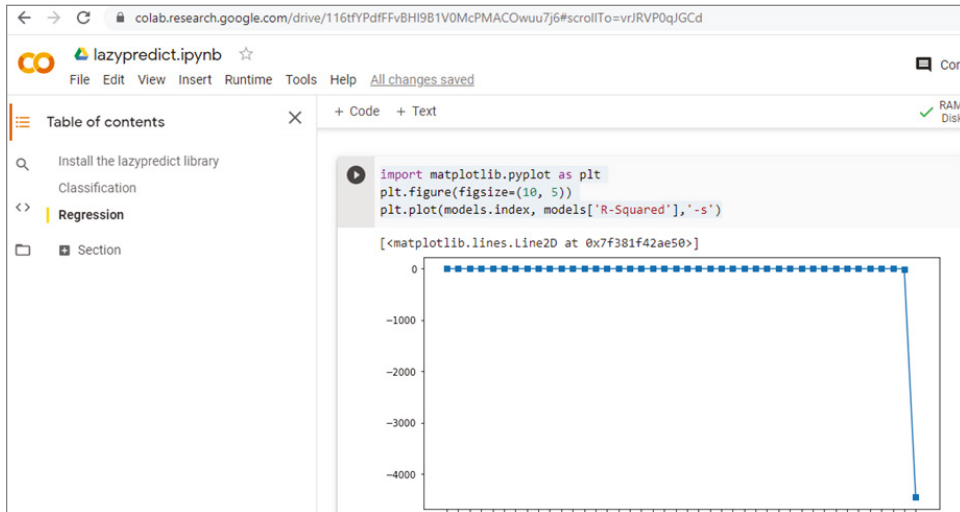 colab.research.google.com/drive/116tfYPdfFFvBHI9B1V0McPMACOwuu7j6#scrollTo=vrJRVP0qJGCd
lazypredict.ipynb
File Edit View Insert Runtime Tools Help All changes saved
Com
Table of contents
+ Code + Text
RAM
Disk
Install the lazypredict library
Classification
Regression
Section
import matplotlib.pyplot as plt
plt.figure(figsize=(10, 5))
plt.plot(models.index, models['R-Squared'],'-s')
[<matplotlib.lines.Line2D at 0x7f381f42ae50>]
0
−1000
−2000
−3000
−4000